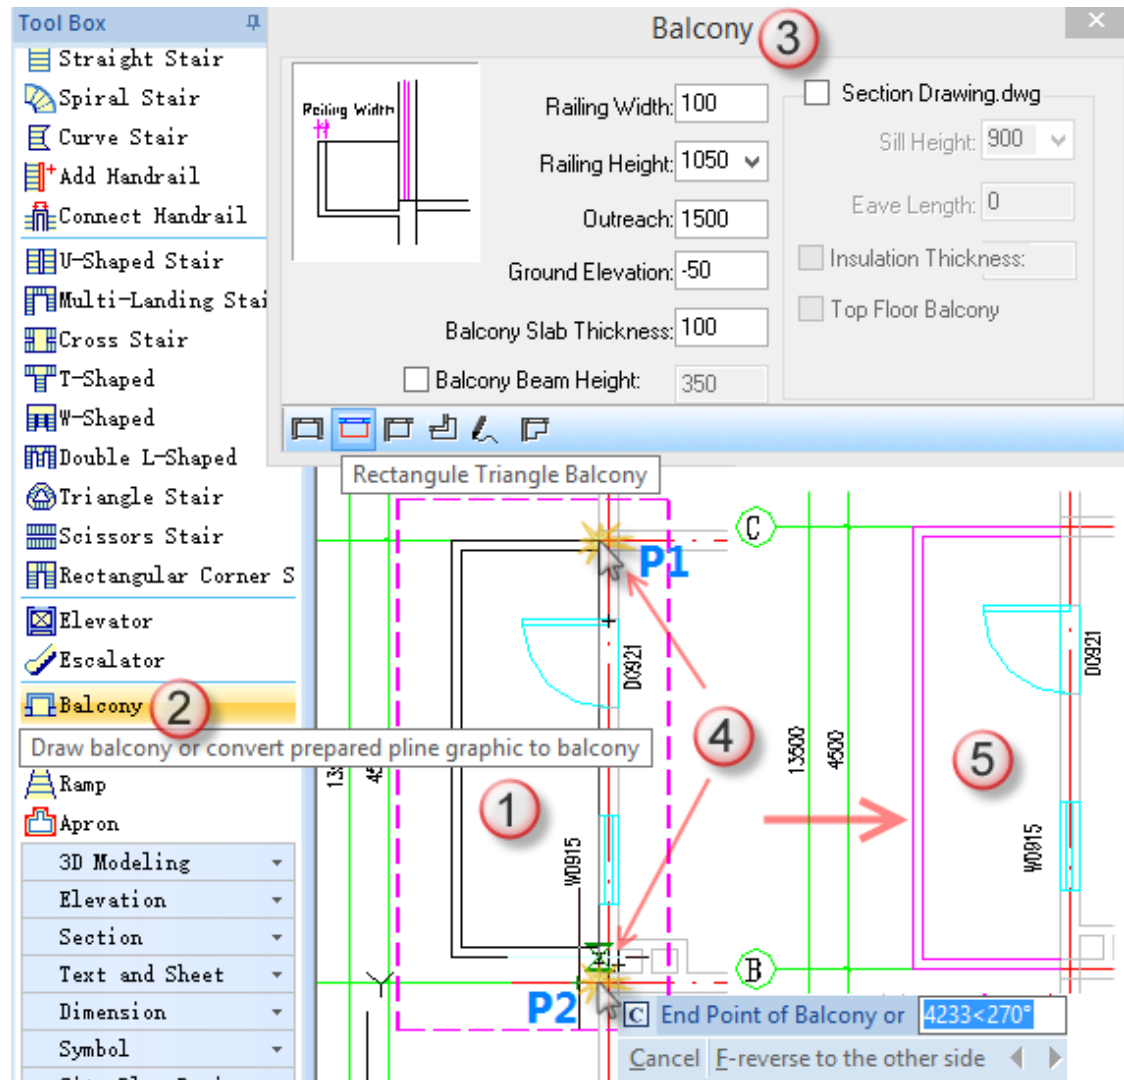 Tool Box
Straight Stair
Spiral Stair
Curve Stair
Add Handrail
Connect Handrail
U-Shaped Stair
Multi-Landing Stai
Cross Stair
T-Shaped
W-Shaped
Double L-Shaped
Triangle Stair
Scissors Stair
Rectangular Corner S
Elevator
Escalator
Balcony
2
Draw balcony or convert prepared pline graphic to balcony
Ramp
Apron
3D Modeling
Elevation
Section
Text and Sheet
Dimension
Symbol
Balcony
3
Railing Width
Railing Width: 100
Railing Height: 1050
Outreach: 1500
Ground Elevation: -50
Balcony Slab Thickness: 100
Balcony Beam Height: 350
Section Drawing.dwg
Sill Height: 900
Eave Length: 0
Insulation Thickness:
Top Floor Balcony
Rectangule Triangle Balcony
P1
D0921
4
1
W0915
P2
Y
C
13500
4500
D0921
5
W0915
B
C End Point of Balcony or 4233<270°
Cancel F-reverse to the other side